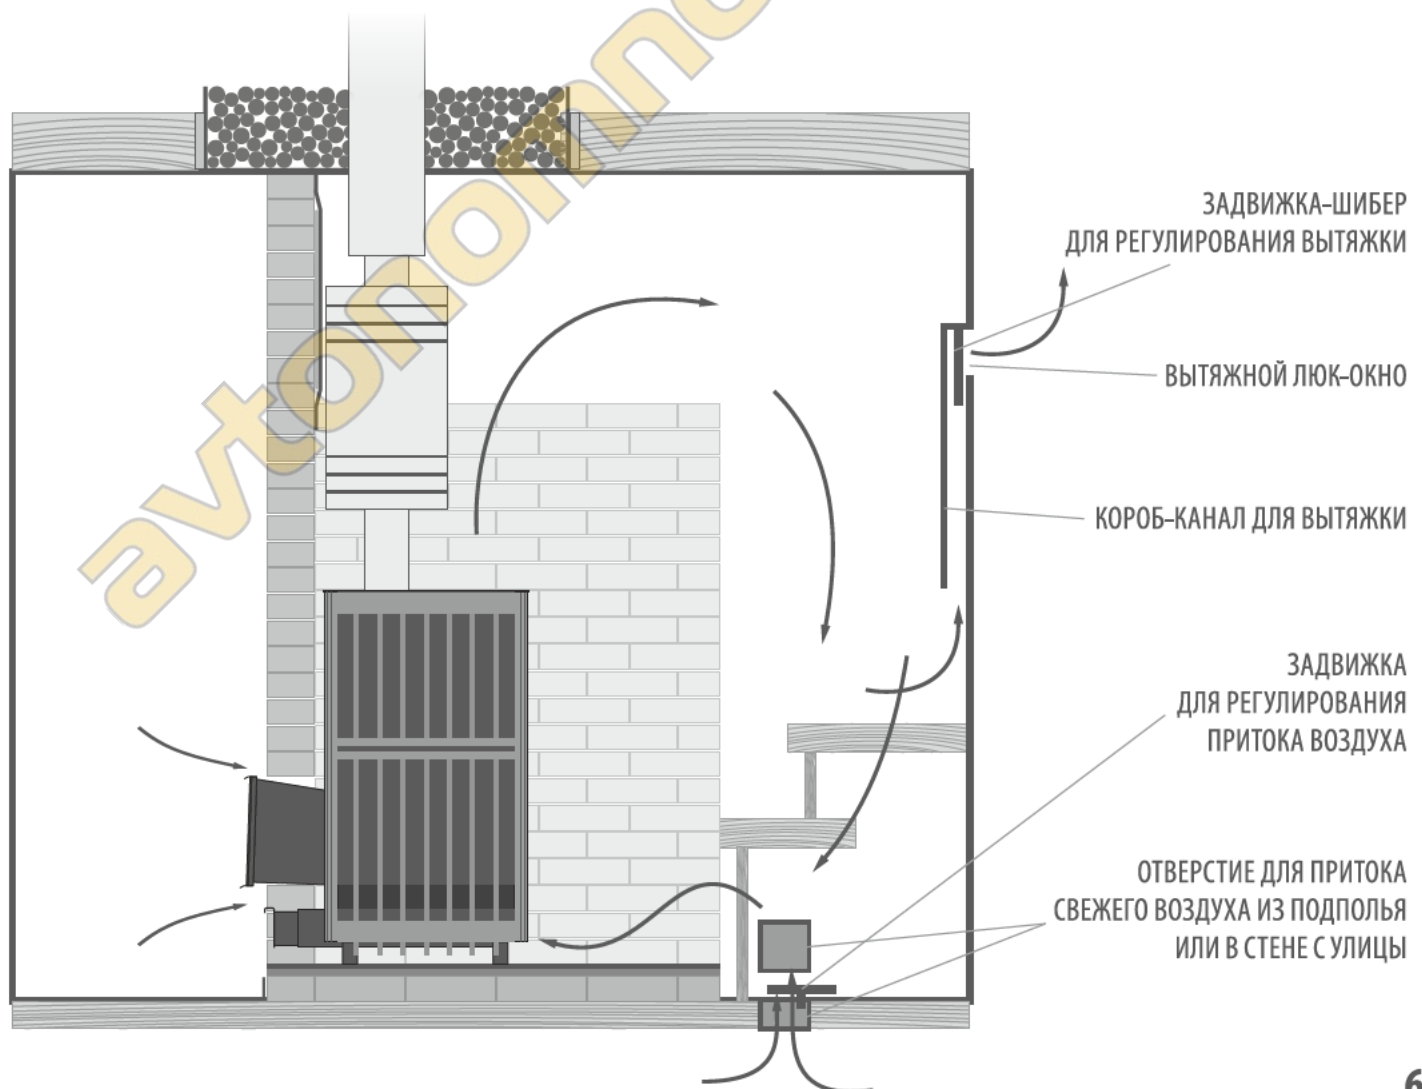 ЗАДВИЖКА-ШИБЕР
ДЛЯ РЕГУЛИРОВАНИЯ ВЫТЯЖКИ
ВЫТЯЖНОЙ ЛЮК-ОКНО
КОРОБ-КАНАЛ ДЛЯ ВЫТЯЖКИ
ЗАДВИЖКА
ДЛЯ РЕГУЛИРОВАНИЯ
ПРИТОКА ВОЗДУХА
ОТВЕРСТИЕ ДЛЯ ПРИТОКА
СВЕЖЕГО ВОЗДУХА ИЗ ПОДПОЛЬЯ
ИЛИ В СТЕНЕ С УЛИЦЫ
avtonomno